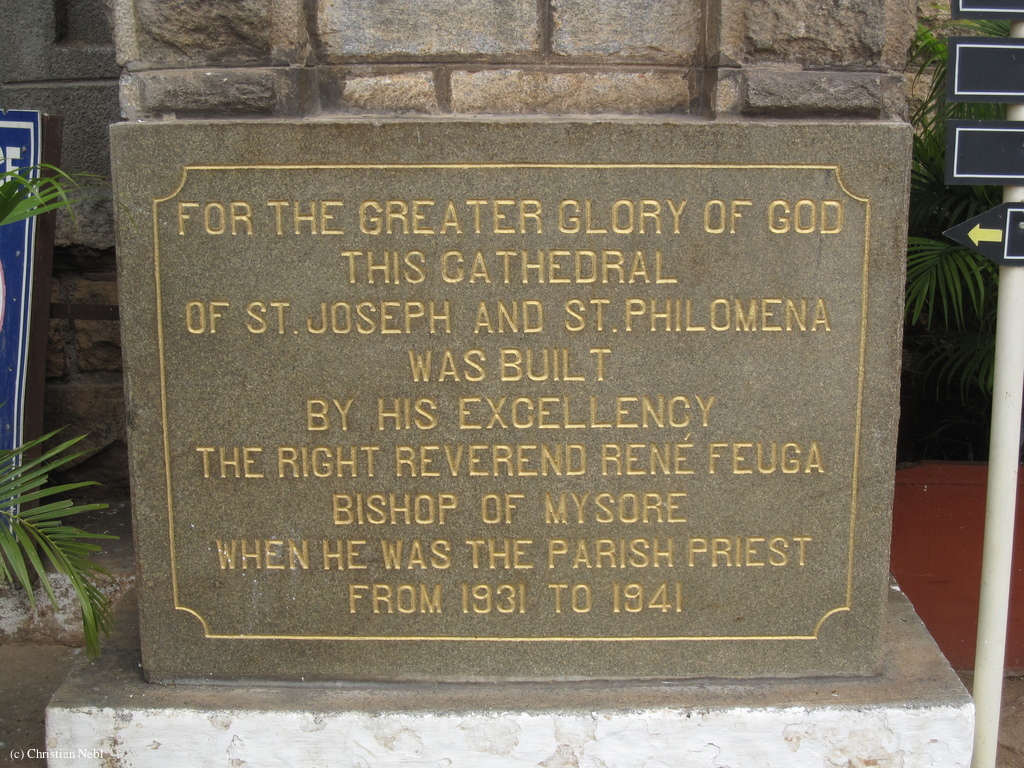 FOR THE GREATER GLORY OF GOD
THIS CATHEDRAL
OF ST. JOSEPH AND ST. PHILOMENA
WAS BUILT
BY HIS EXCELLENCY
THE RIGHT REVEREND RENÉ FEUGA
BISHOP OF MYSORE
WHEN HE WAS THE PARISH PRIEST
FROM 1931 TO 1941
(c) Christian Nebl